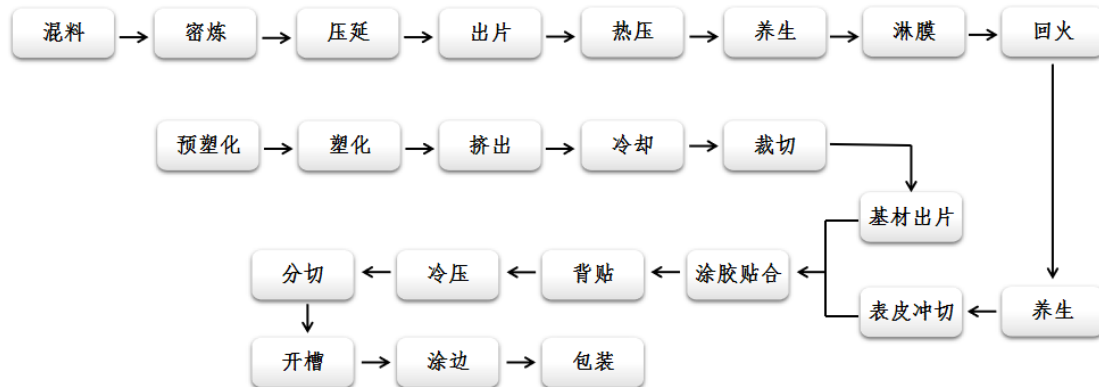 混料 密炼 压延 出片 热压 养生 淋膜 回火
预塑化 塑化 挤出 冷却 裁切
基材出片
分切 冷压 背贴 涂胶贴合
表皮冲切 养生
开槽 涂边 包装